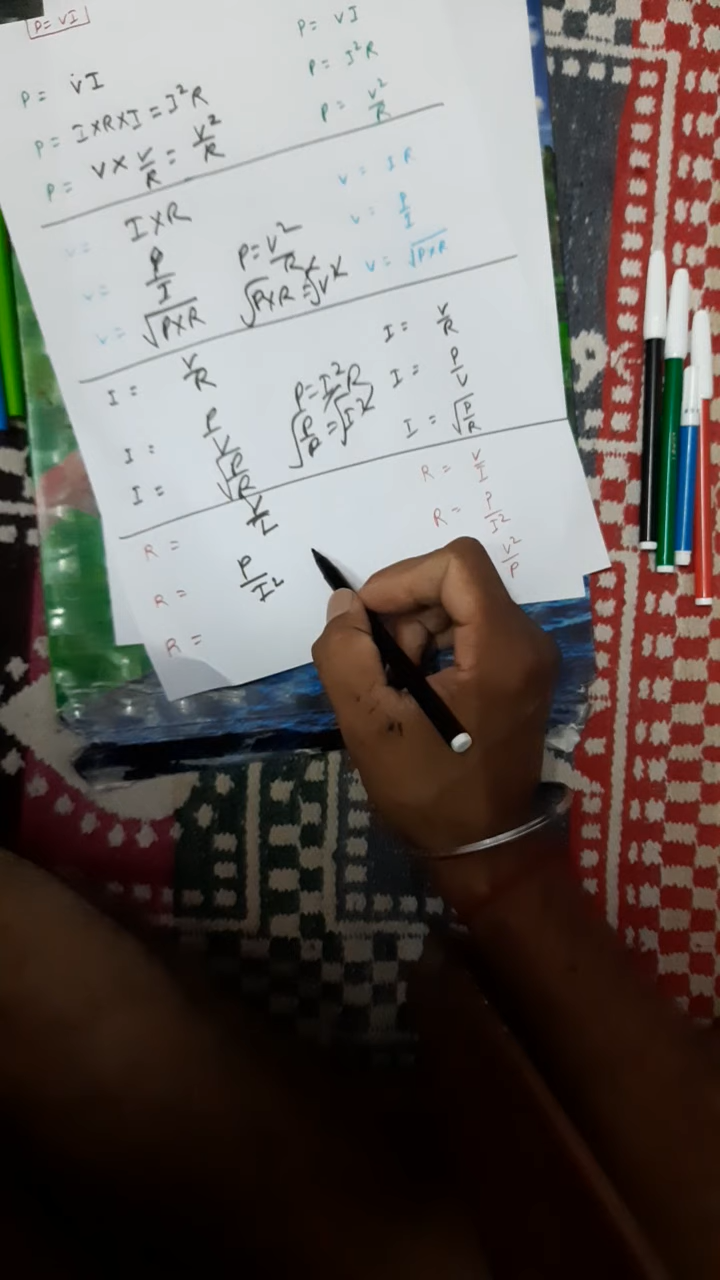 P = VI
P = VI
P = I²R
P = V²/R
P = VI
P = IXRXI = I²R
P = V X V/R = V²/R
V = IXR
V = P/I
V = √PXR
P = V²/R
√PXR = √V²
V = IR
V = P/I
V = √PXR
I = V/R
I = P/V
I = √P/R
P = I²R
√P/R = √I²
I = V/R
I = P/V
I = √P/R
R = V/I
R = P/I²
R =
R = V/I
R = P/I²
V²/P